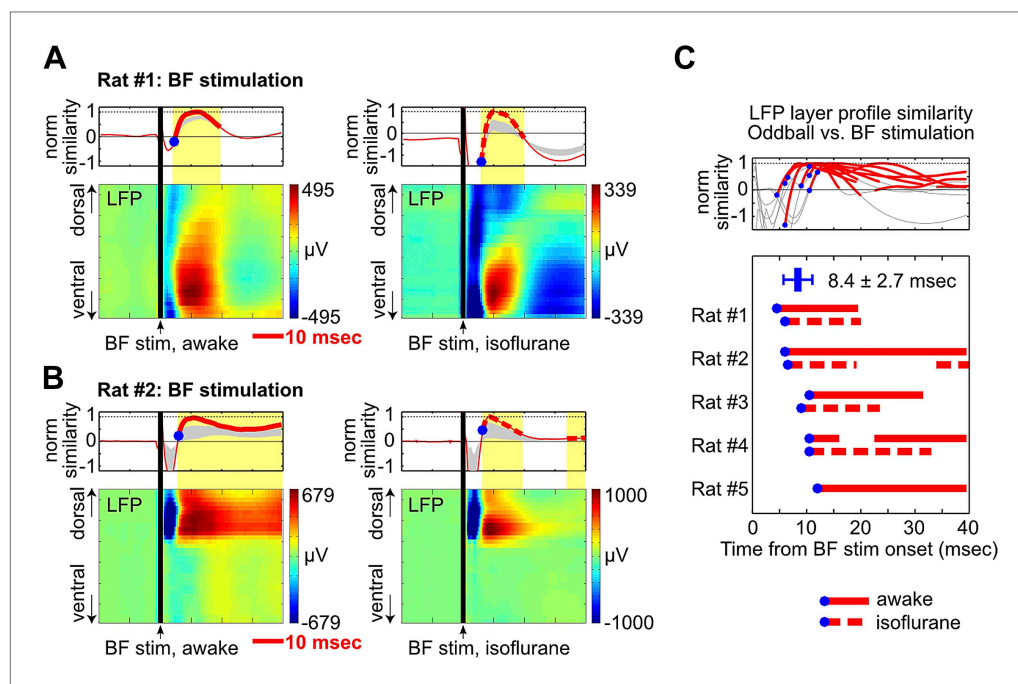 A
Rat #1: BF stimulation
norm
similarity
1
0
-1
dorsal
ventral
LFP
495
µV
-495
BF stim, awake
10 msec
1
0
-1
LFP
339
µV
-339
BF stim, isoflurane
B
Rat #2: BF stimulation
norm
similarity
1
0
-1
dorsal
ventral
LFP
679
µV
-679
BF stim, awake
10 msec
norm
similarity
1
0
-1
dorsal
ventral
LFP
1000
µV
-1000
BF stim, isoflurane
C
LFP layer profile similarity
Oddball vs. BF stimulation
norm
similarity
1
0
-1
8.4 ± 2.7 msec
Rat #1
Rat #2
Rat #3
Rat #4
Rat #5
0 10 20 30 40
Time from BF stim onset (msec)
awake
isoflurane